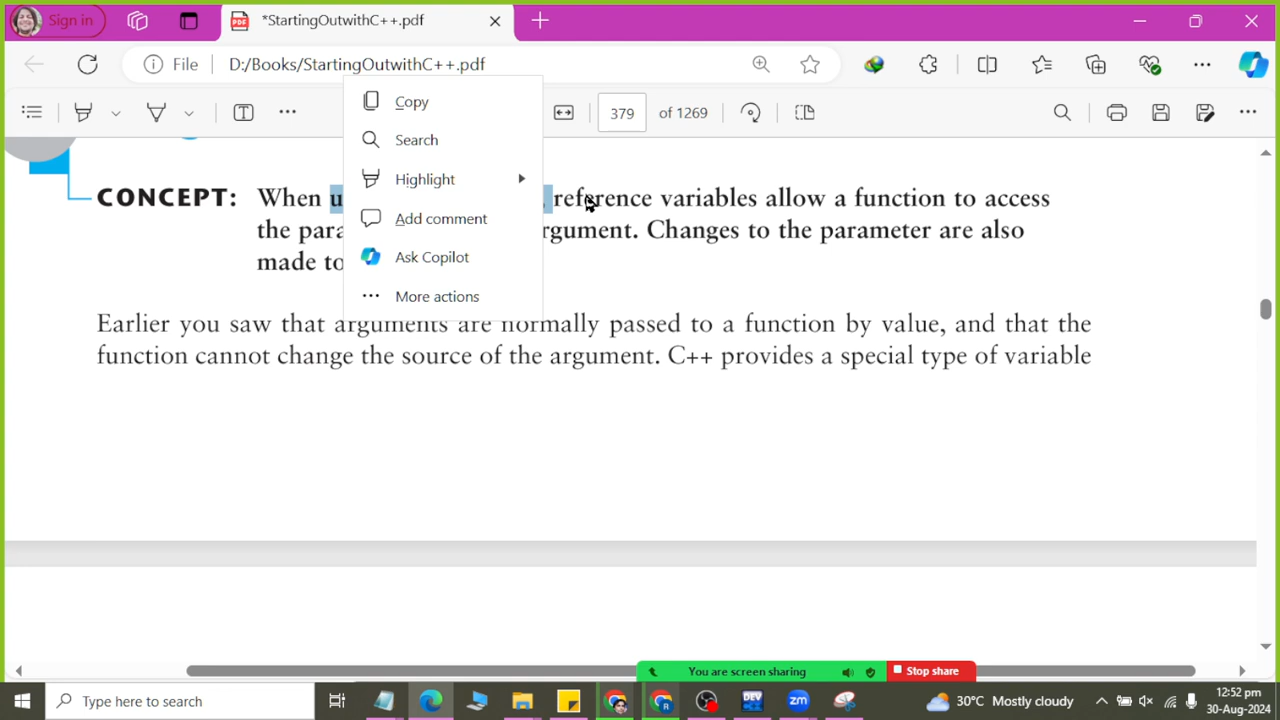 Sign in
*StartingOutwithC++.pdf
File
D:/Books/StartingOutwithC++.pdf
379 of 1269
Copy
Search
Highlight
Add comment
Ask Copilot
More actions
CONCEPT: When u , reference variables allow a function to access
the para rgument. Changes to the parameter are also
made to
Earlier you saw that arguments are normally passed to a function by value, and that the
function cannot change the source of the argument. C++ provides a special type of variable
You are screen sharing
Stop share
Type here to search
DEV
zm
R
30°C Mostly cloudy
12:52 pm
30-Aug-2024